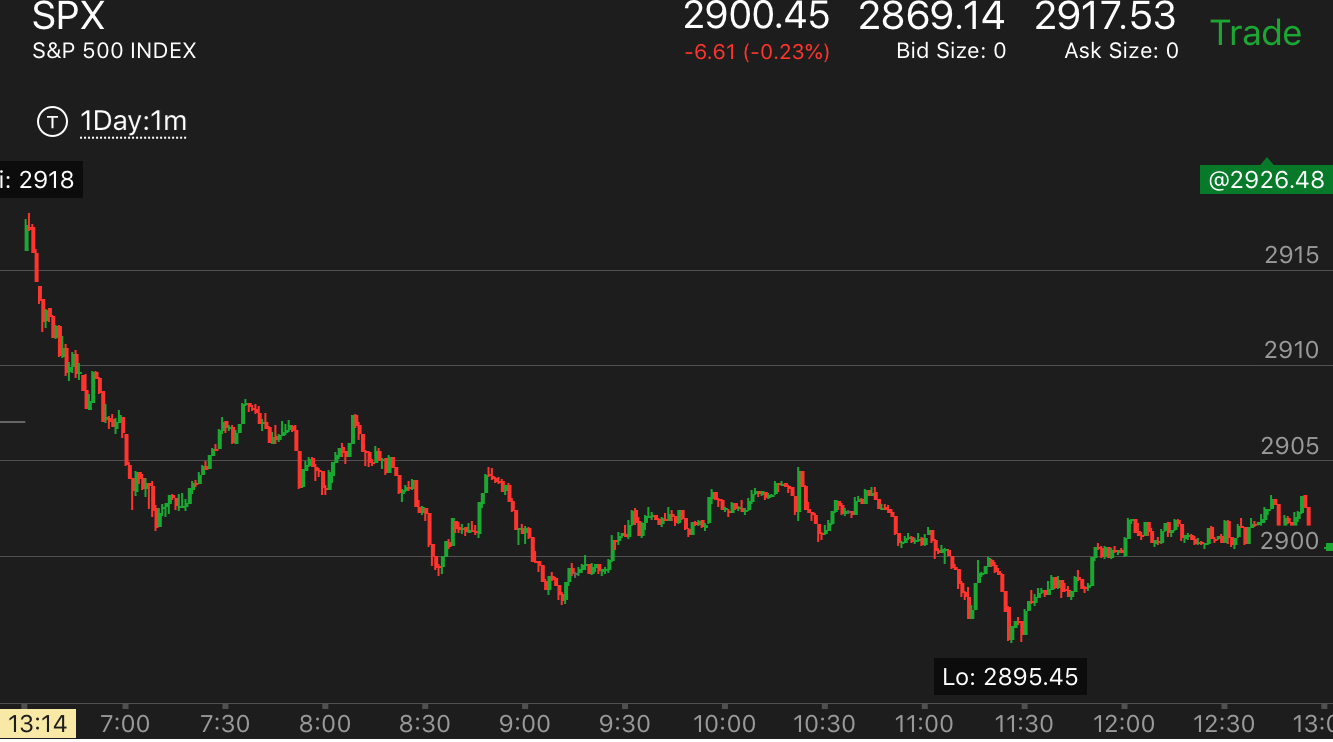 SPX 2900.45 2869.14 2917.53 Trade
S&P 500 INDEX -6.61 (-0.23%) Bid Size: 0 Ask Size: 0
T 1Day:1m
i: 2918 @2926.48
2915
2910
2905
2900
Lo: 2895.45
13:14 7:00 7:30 8:00 8:30 9:00 9:30 10:00 10:30 11:00 11:30 12:00 12:30 13:0